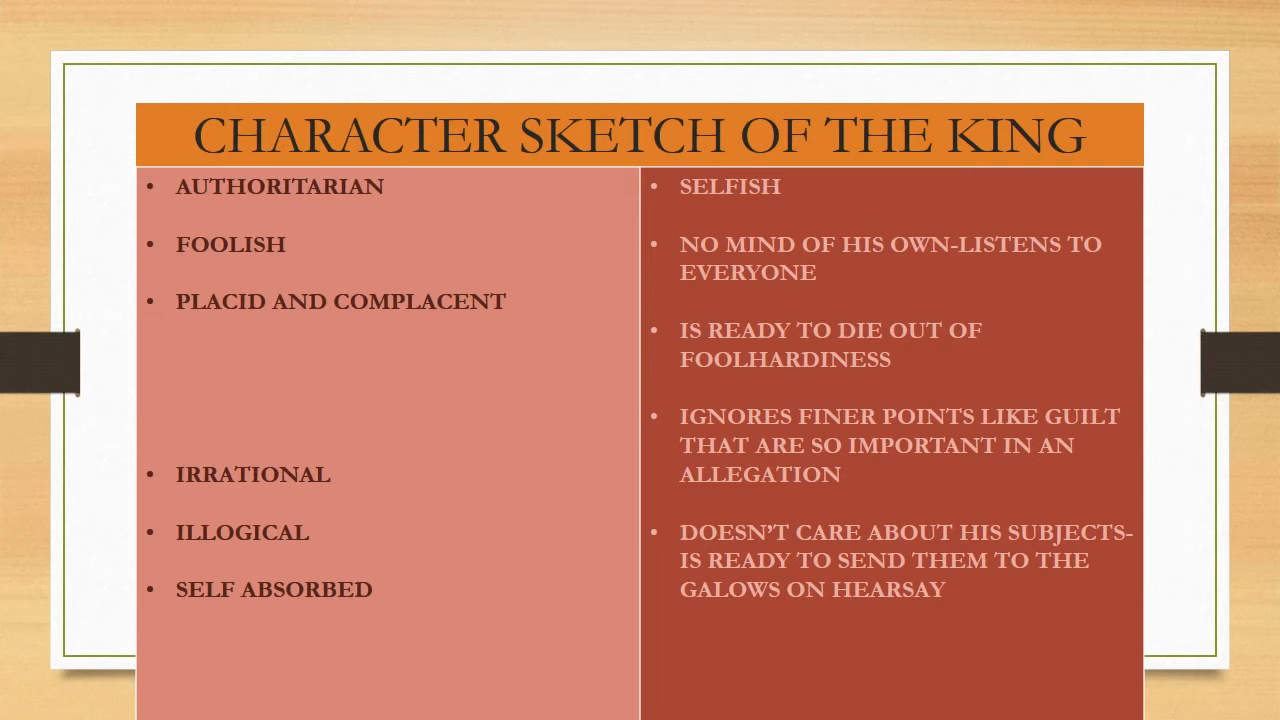 CHARACTER SKETCH OF THE KING
• AUTHORITARIAN
• FOOLISH
• PLACID AND COMPLACENT
• IRRATIONAL
• ILLOGICAL
• SELF ABSORBED
• SELFISH
• NO MIND OF HIS OWN-LISTENS TO
EVERYONE
• IS READY TO DIE OUT OF
FOOLHARDINESS
• IGNORES FINER POINTS LIKE GUILT
THAT ARE SO IMPORTANT IN AN
ALLEGATION
• DOESN’T CARE ABOUT HIS SUBJECTS-
IS READY TO SEND THEM TO THE
GALOWS ON HEARSAY